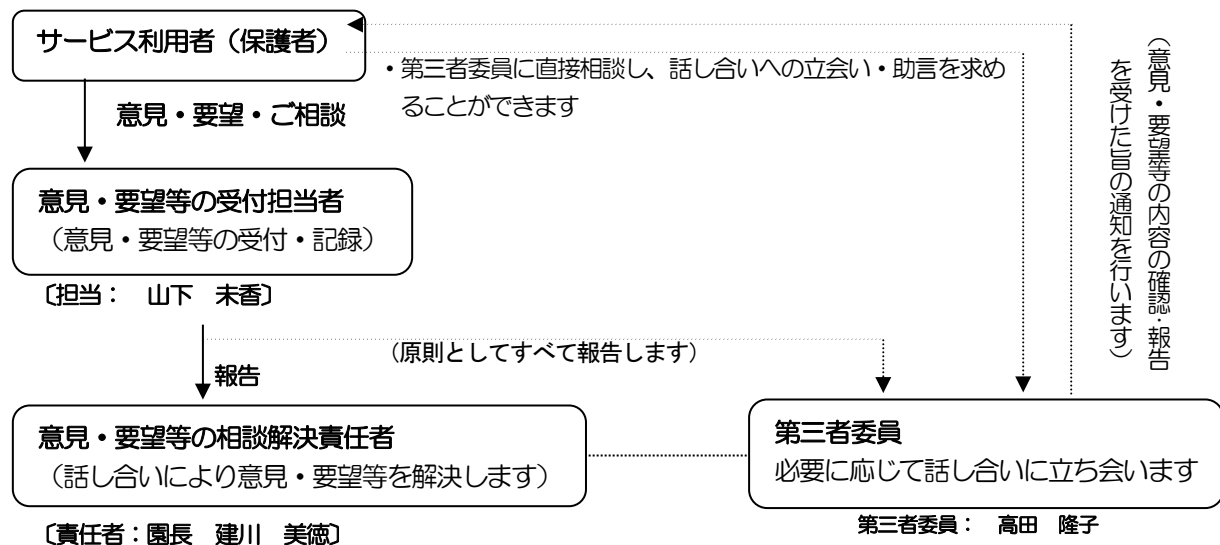 サービス利用者（保護者）
・第三者委員に直接相談し、話し合いへの立会い・助言を求め
ることができます
（意見・要望等の内容の確認・報告
を受けた旨の通知を行います）
意見・要望・ご相談
意見・要望等の受付担当者
（意見・要望等の受付・記録）
〔担当：　山下　未香〕
（原則としてすべて報告します）
報告
意見・要望等の相談解決責任者
（話し合いにより意見・要望等を解決します）
〔責任者：園長　建川　美徳〕
第三者委員
必要に応じて話し合いに立ち会います
第三者委員：　高田　隆子